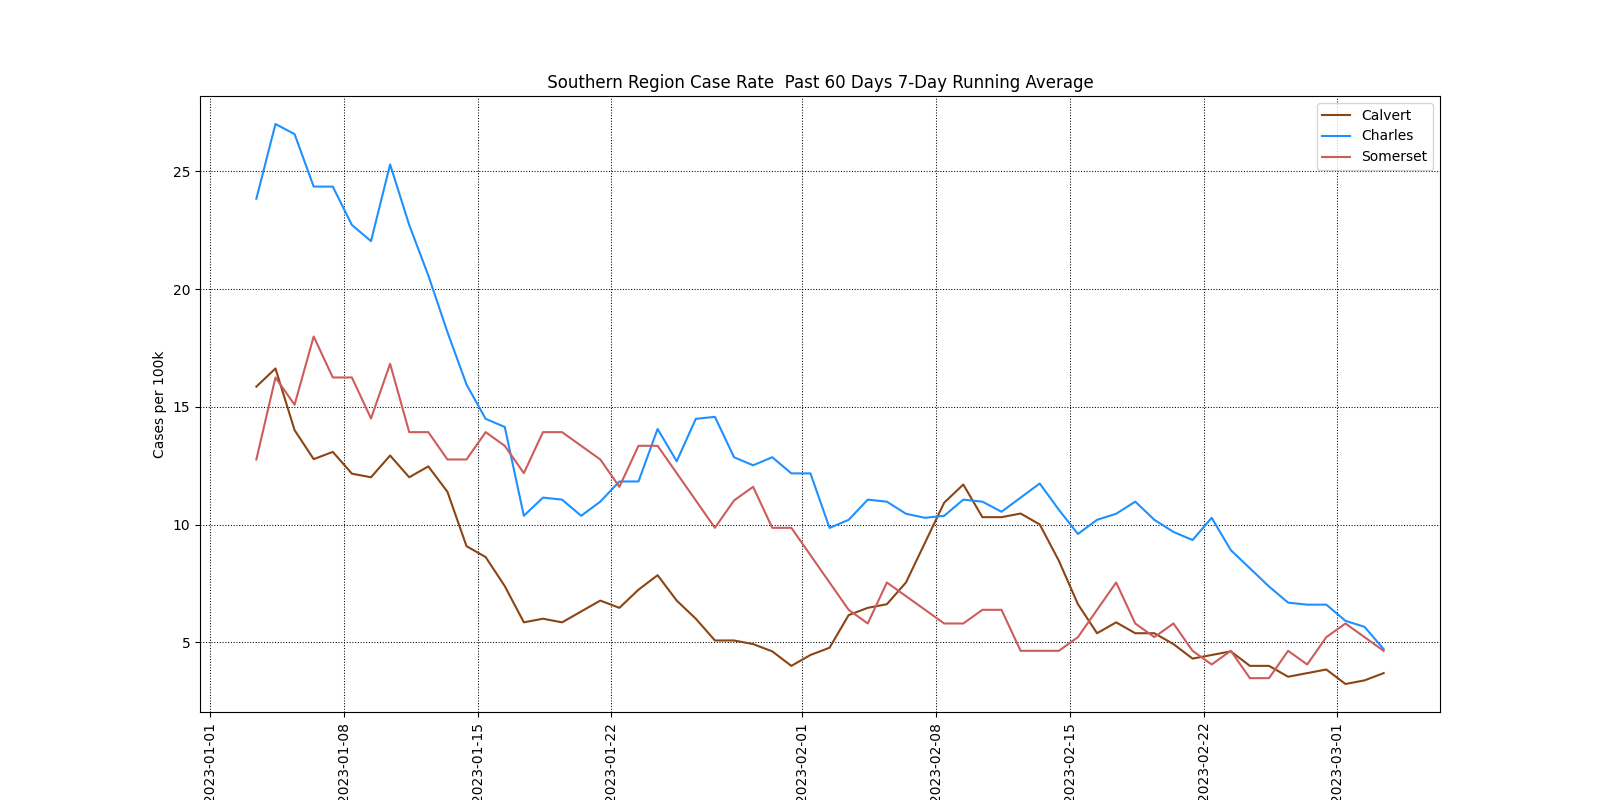 Southern Region Case Rate  Past 60 Days 7-Day Running Average
Calvert
Charles
Somerset
Cases per 100k
25
20
15
10
5
2023-01-01
2023-01-08
2023-01-15
2023-01-22
2023-02-01
2023-02-08
2023-02-15
2023-02-22
2023-03-01